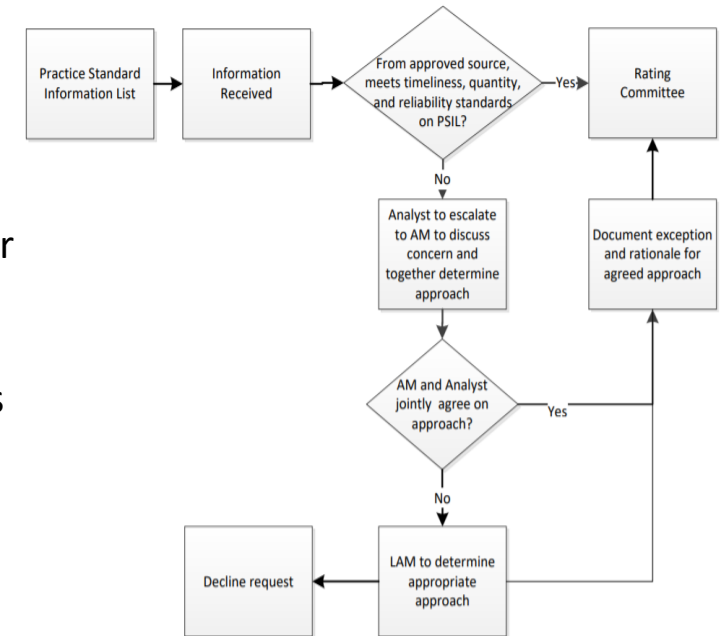 Practice Standard
Information List
Information
Received
From approved source,
meets timeliness, quantity,
and reliability standards
on PSIL?
Yes
Rating
Committee
No
Analyst to escalate
to AM to discuss
concern and
together determine
approach
Document exception
and rationale for
agreed approach
r
s
AM and Analyst
jointly agree on
approach?
Yes
No
LAM to determine
appropriate
approach
Decline request